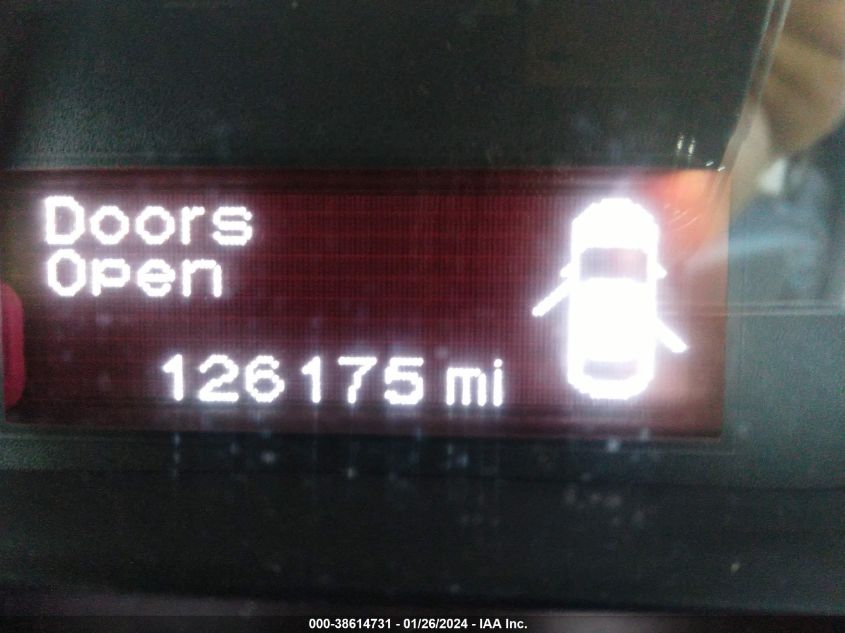 Doors
Open
126175 mi
000-38614731 - 01/26/2024 - IAA Inc.